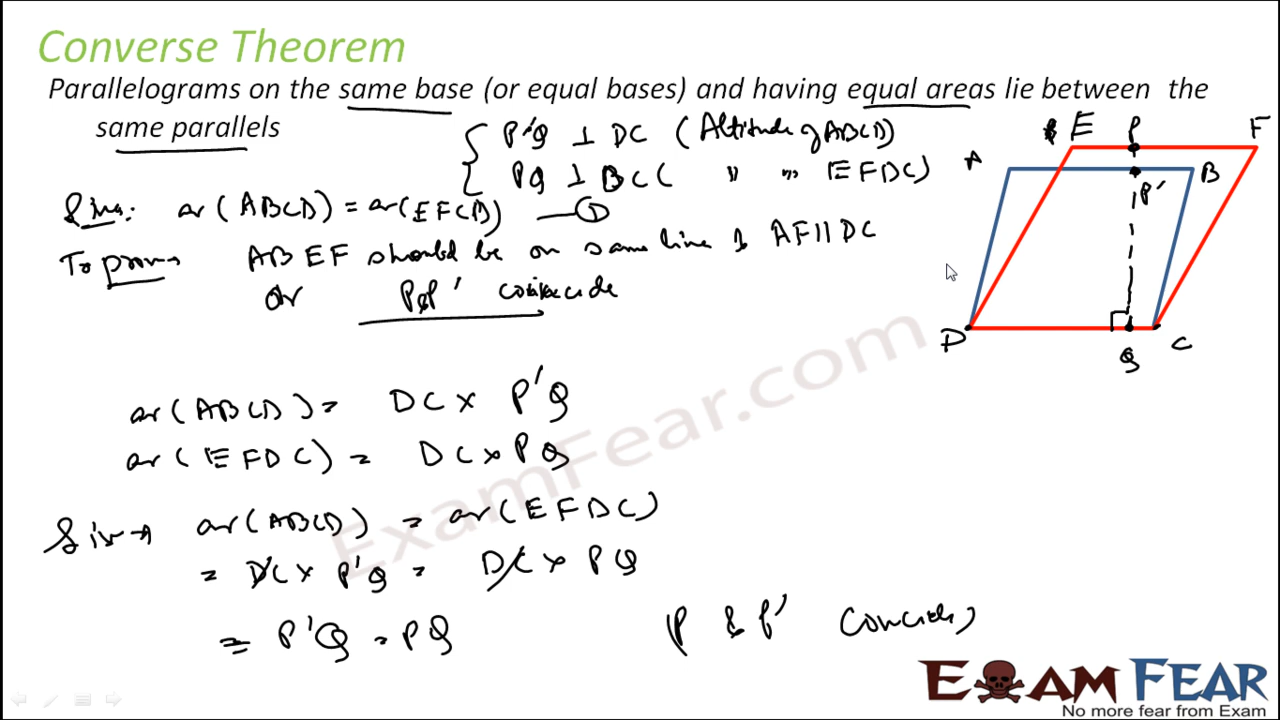 Converse Theorem
Parallelograms on the same base (or equal bases) and having equal areas lie between the
same parallels
P'Q ⊥ DC (Altitude of ABCD)
PQ ⊥ DC ( " " EFDC)
Given: ar (ABCD) = ar(EFCD) —①
To prove ABEF should be on same line & AF || DC
Or P & P' coincide
ar (ABCD) = DC x P'Q
ar (EFDC) = DC x PQ
Given → ar (ABCD) = ar (EFDC)
= DC x P'Q = DC x PQ
= P'Q = PQ P & P' Concide,
E P F
A B
P'
D Q C
ExamFear.com
EXAM FEAR
No more fear from Exam